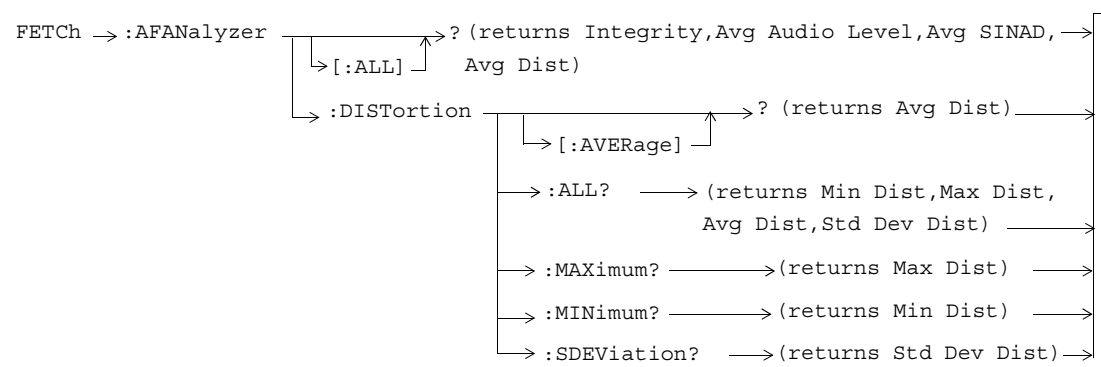 FETCh :AFANalyzer ? (returns Integrity,Avg Audio Level,Avg SINAD,
[:ALL] Avg Dist)
:DISTortion ? (returns Avg Dist)
[:AVERage]
:ALL? (returns Min Dist,Max Dist,
Avg Dist,Std Dev Dist)
:MAXimum? (returns Max Dist)
:MINimum? (returns Min Dist)
:SDEViation? (returns Std Dev Dist)